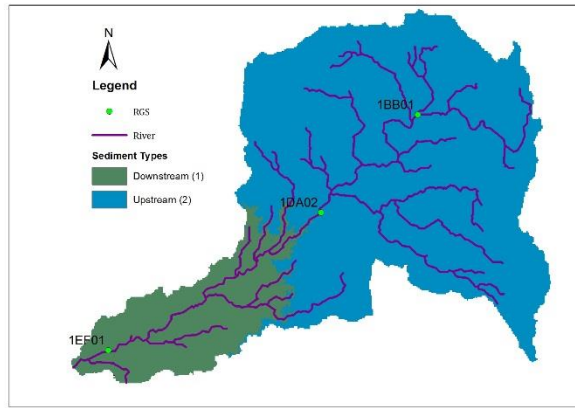 N
Legend
RGS
River
Sediment Types
Downstream (1)
Upstream (2)
1BB01
1DA02
1EF01